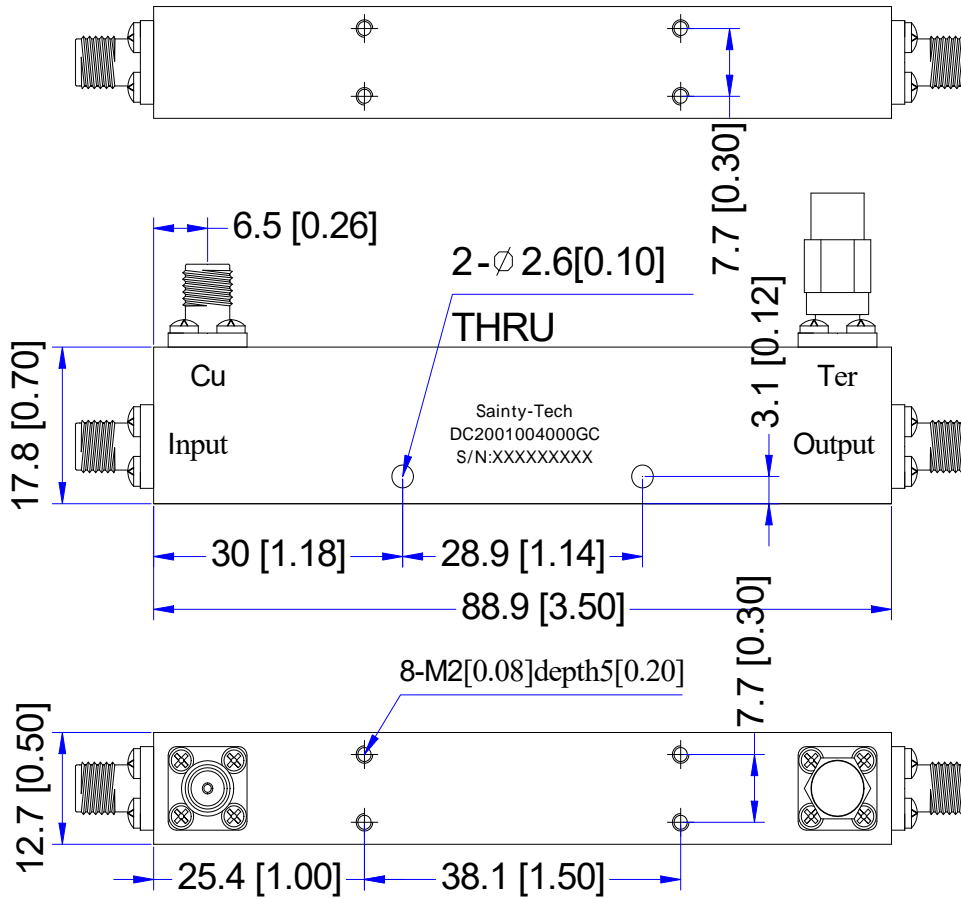 7.7 [0.30]
6.5 [0.26]
2-∅ 2.6[0.10]
THRU
3.1 [0.12]
17.8 [0.70]
Cu
Ter
Input
Sainty-Tech
DC2001004000GC
S/N:XXXXXXXXX
Output
30 [1.18]
28.9 [1.14]
88.9 [3.50]
8-M2[0.08]depth5[0.20]
7.7 [0.30]
12.7 [0.50]
25.4 [1.00]
38.1 [1.50]